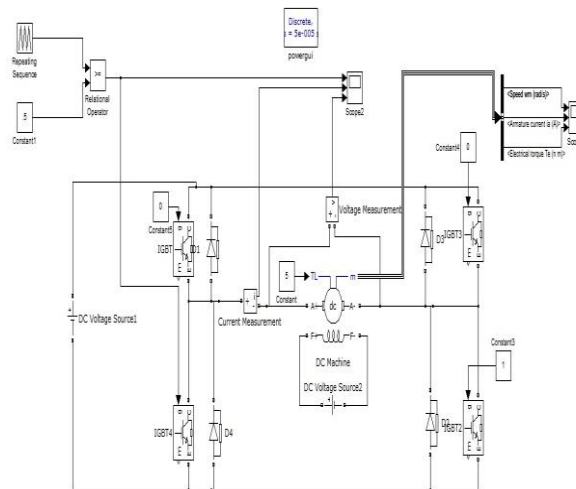 Discrete,
s = 5e-005
powergui
Repeating
Sequence
>=
Relational
Operator
5
Constant1
Scope2
<Speed wm (rad/s)>
<Armature current ia (A)>
<Electrical torque Te (n m)>
0
Constant4
0
Constant5
IGBT
E
D1
Voltage Measurement
D3
IGBT3
E
5
Constant
TL
m
A+
dc
A-
Current Measurement
DC Voltage Source1
F+
F-
DC Machine
DC Voltage Source2
Constant3
1
IGBT4
E
D4
IGBT2
E